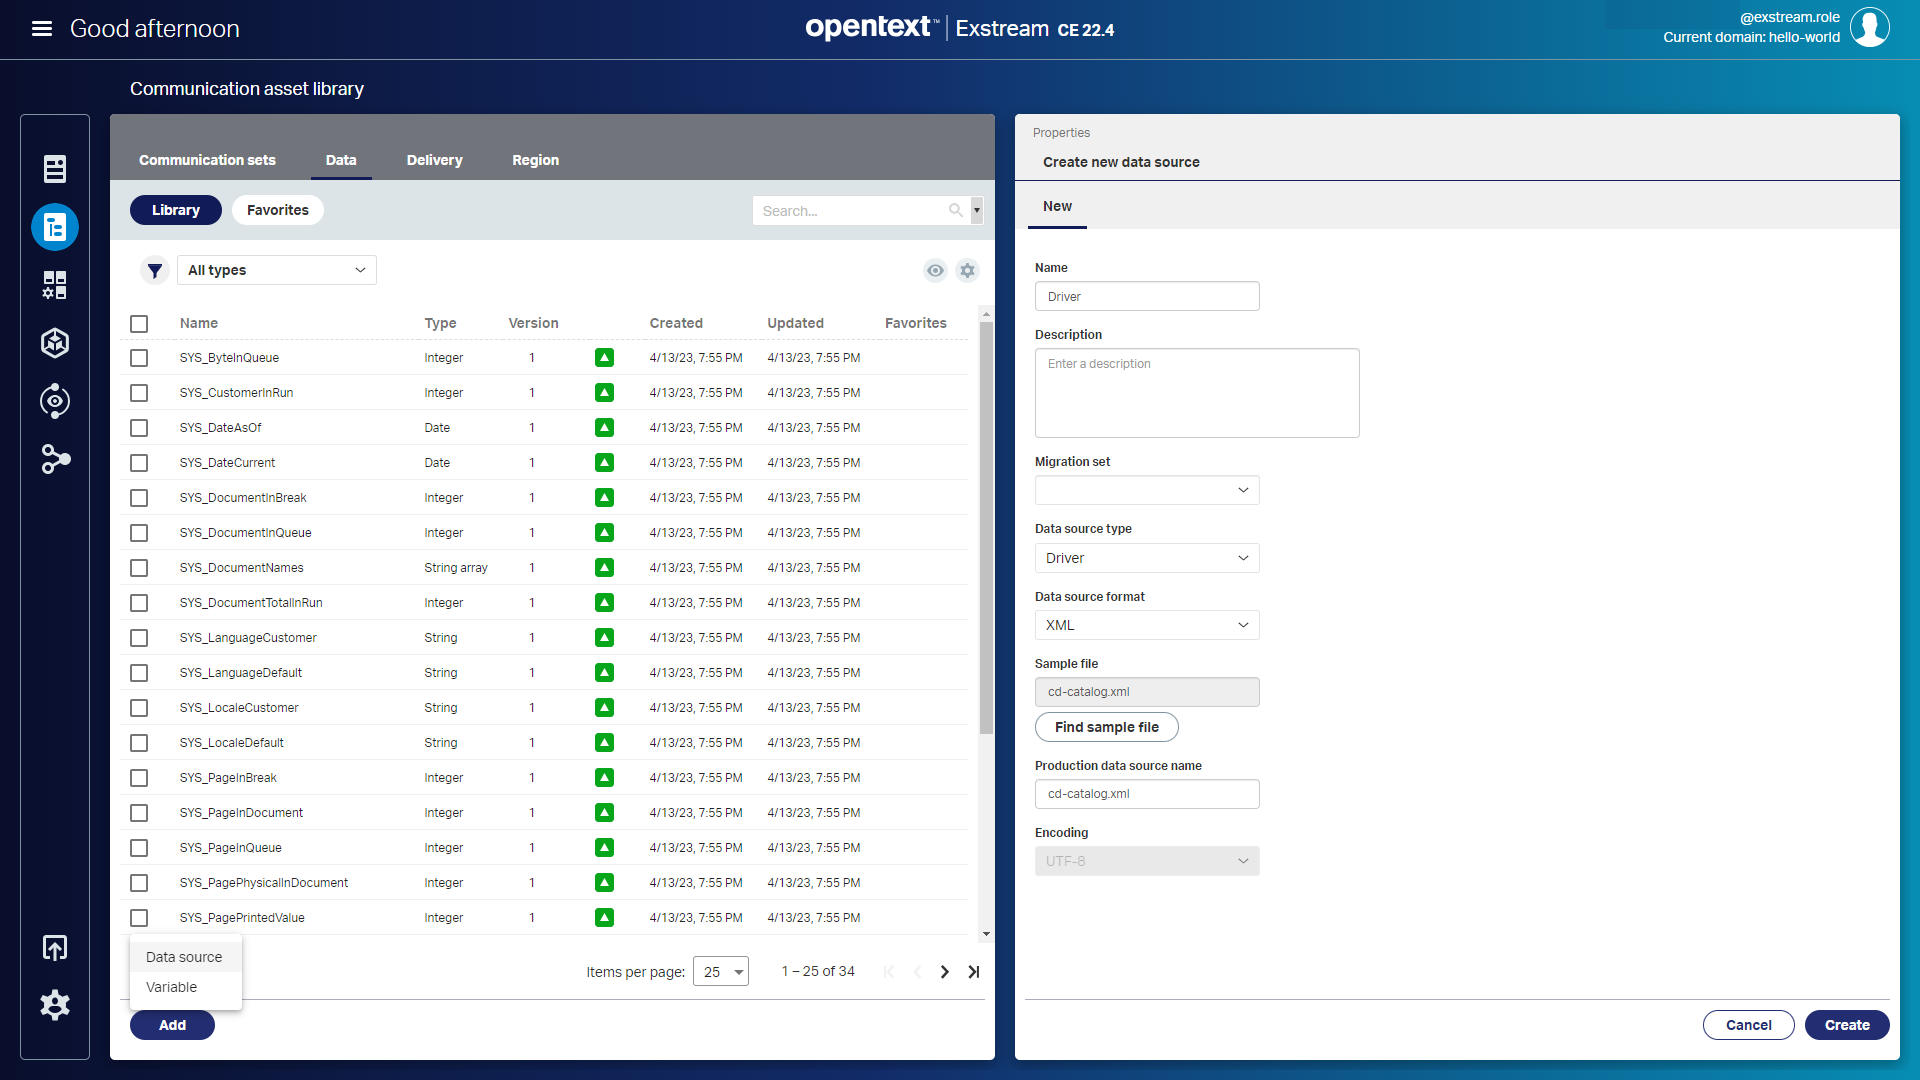 Good afternoon
opentext™ | Exstream CE 22.4
@exstream.role
Current domain: hello-world
Communication asset library
Communication sets Data Delivery Region
Library Favorites Search...
All types
Name Type Version Created Updated Favorites
SYS_ByteInQueue Integer 1 4/13/23, 7:55 PM 4/13/23, 7:55 PM
SYS_CustomerInRun Integer 1 4/13/23, 7:55 PM 4/13/23, 7:55 PM
SYS_DateAsOf Date 1 4/13/23, 7:55 PM 4/13/23, 7:55 PM
SYS_DateCurrent Date 1 4/13/23, 7:55 PM 4/13/23, 7:55 PM
SYS_DocumentInBreak Integer 1 4/13/23, 7:55 PM 4/13/23, 7:55 PM
SYS_DocumentInQueue Integer 1 4/13/23, 7:55 PM 4/13/23, 7:55 PM
SYS_DocumentNames String array 1 4/13/23, 7:55 PM 4/13/23, 7:55 PM
SYS_DocumentTotalInRun Integer 1 4/13/23, 7:55 PM 4/13/23, 7:55 PM
SYS_LanguageCustomer String 1 4/13/23, 7:55 PM 4/13/23, 7:55 PM
SYS_LanguageDefault String 1 4/13/23, 7:55 PM 4/13/23, 7:55 PM
SYS_LocaleCustomer String 1 4/13/23, 7:55 PM 4/13/23, 7:55 PM
SYS_LocaleDefault String 1 4/13/23, 7:55 PM 4/13/23, 7:55 PM
SYS_PageInBreak Integer 1 4/13/23, 7:55 PM 4/13/23, 7:55 PM
SYS_PageInDocument Integer 1 4/13/23, 7:55 PM 4/13/23, 7:55 PM
SYS_PageInQueue Integer 1 4/13/23, 7:55 PM 4/13/23, 7:55 PM
SYS_PagePhysicalInDocument Integer 1 4/13/23, 7:55 PM 4/13/23, 7:55 PM
SYS_PagePrintedValue Integer 1 4/13/23, 7:55 PM 4/13/23, 7:55 PM
Data source
Variable
Items per page: 25 1 – 25 of 34
Add
Properties
Create new data source
New
Name
Driver
Description
Enter a description
Migration set
Data source type
Driver
Data source format
XML
Sample file
cd-catalog.xml
Find sample file
Production data source name
cd-catalog.xml
Encoding
UTF-8
Cancel Create